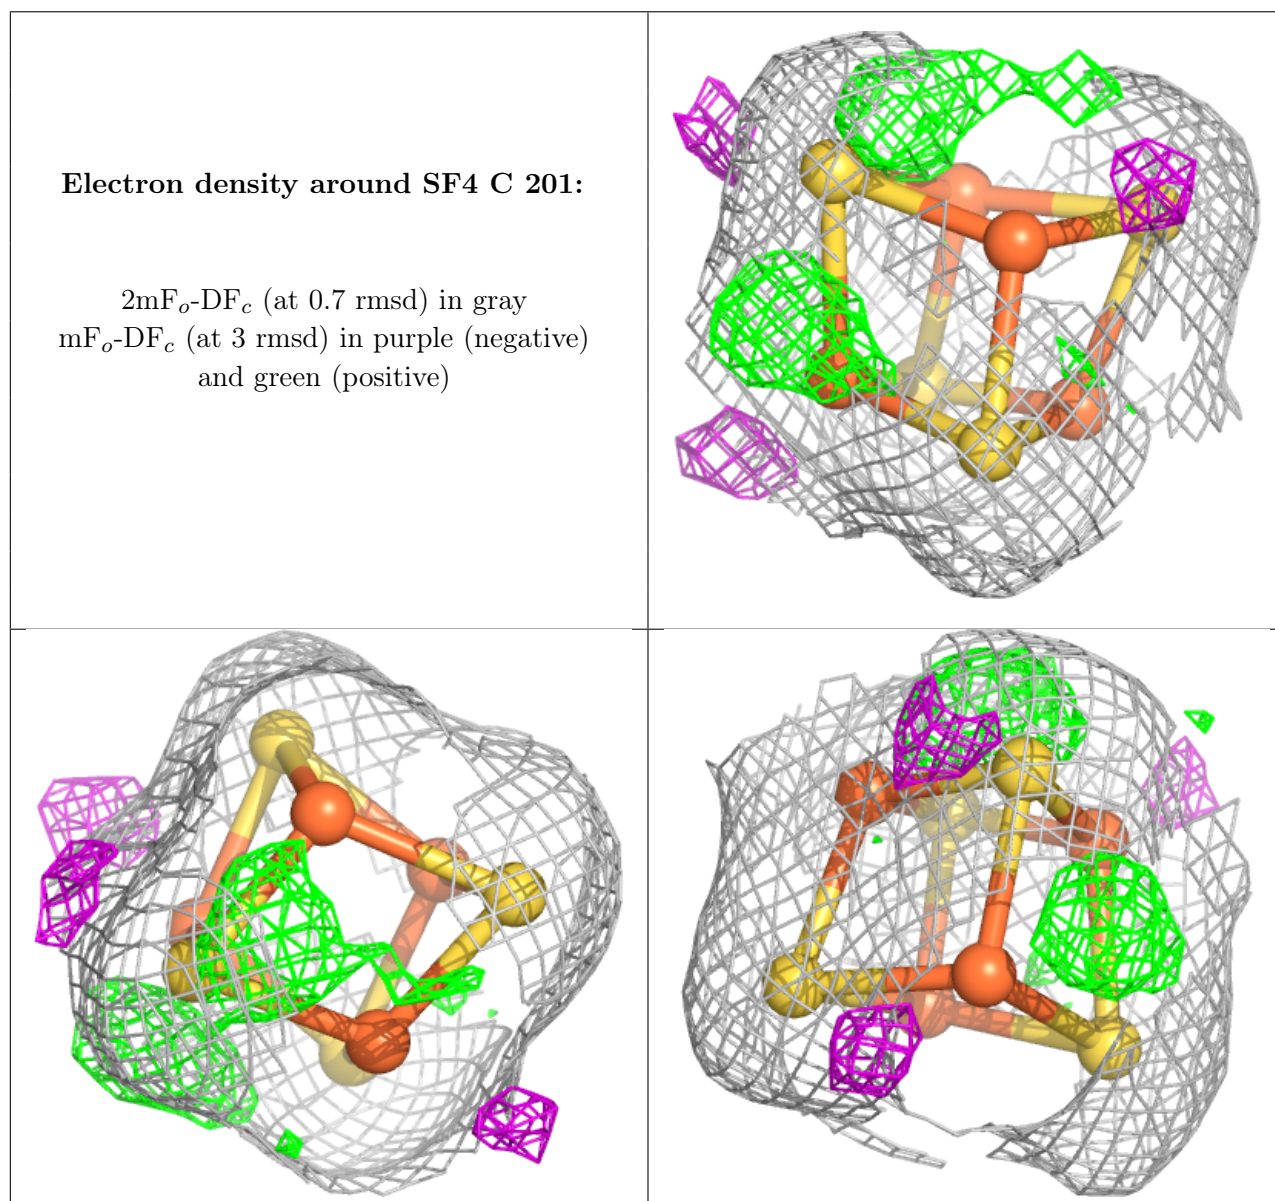 Electron density around SF4 C 201:
2mFo-DFc (at 0.7 rmsd) in gray
mFo-DFc (at 3 rmsd) in purple (negative)
and green (positive)